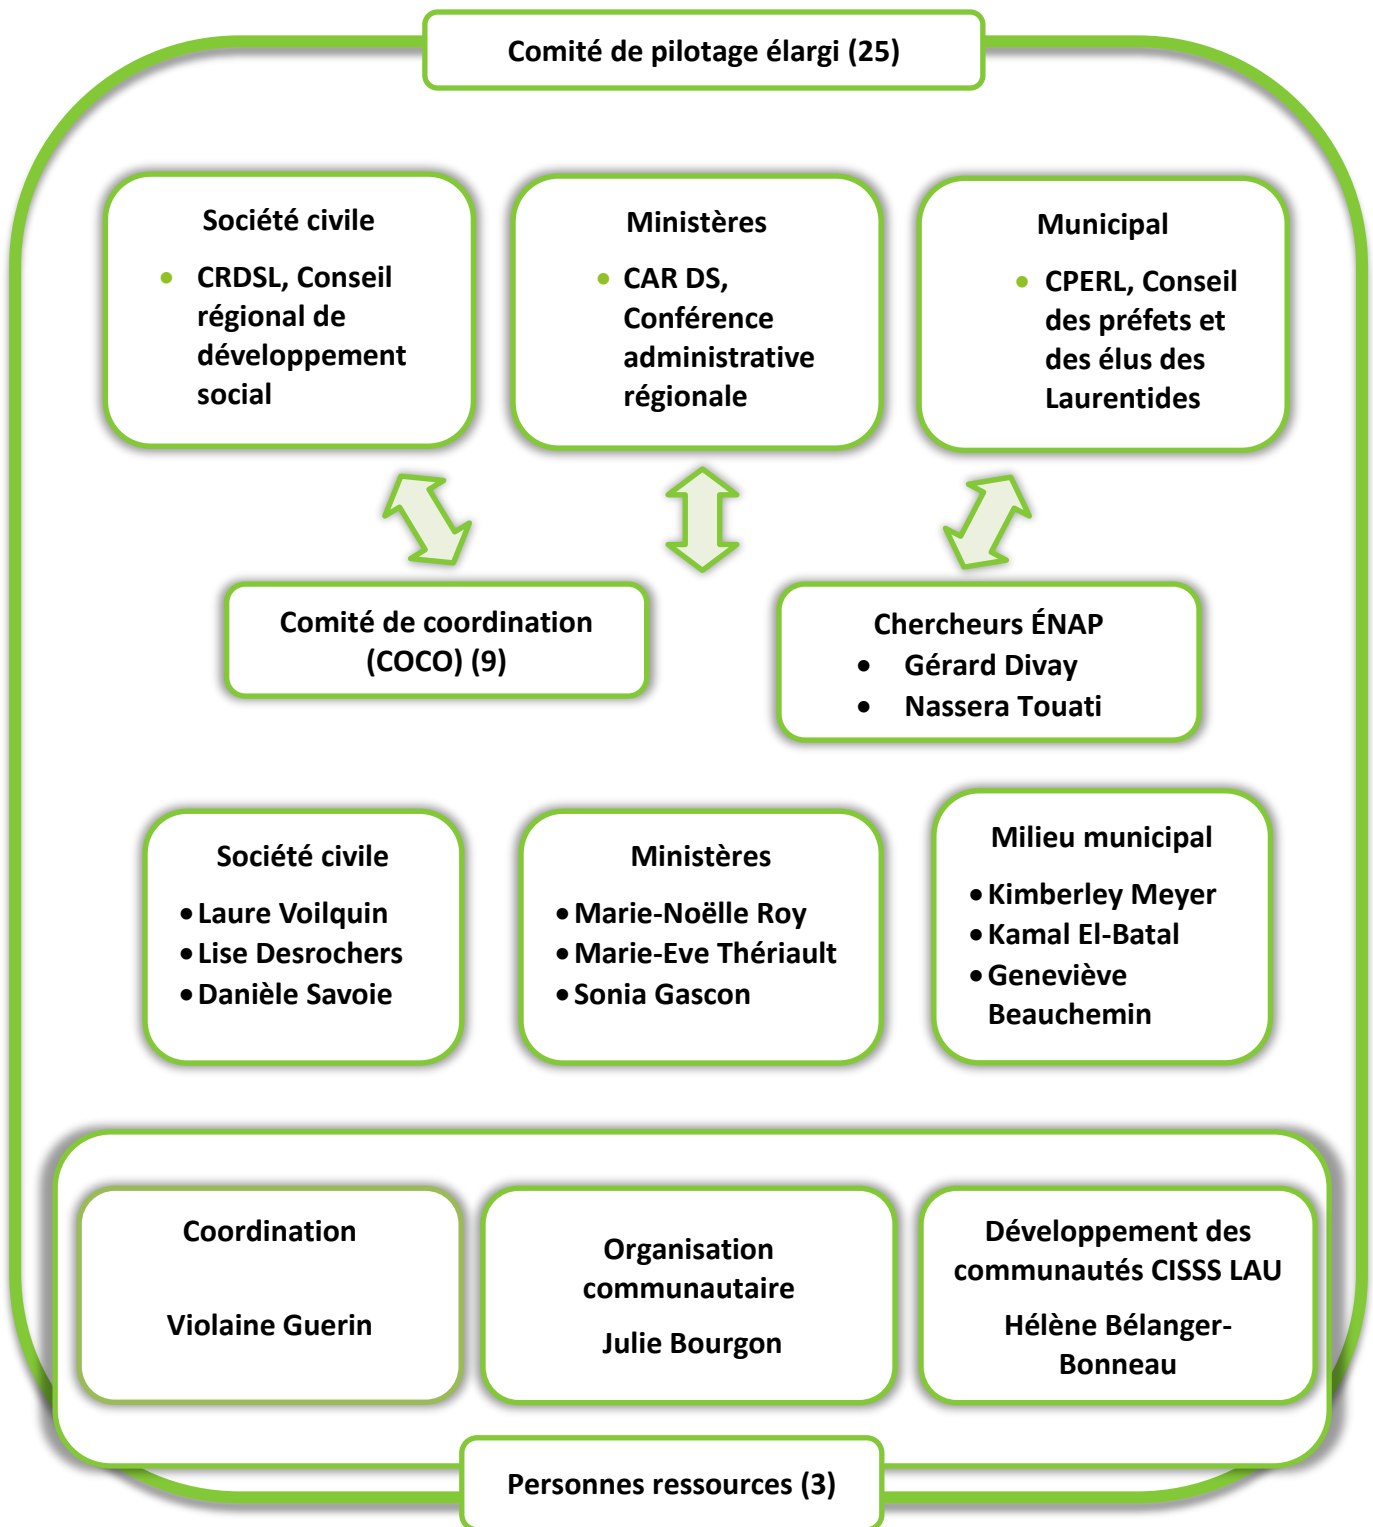 Comité de pilotage élargi (25)
Société civile
• CRDSL, Conseil
régional de
développement
social
Ministères
• CAR DS,
Conférence
administrative
régionale
Municipal
• CPERL, Conseil
des préfets et
des élus des
Laurentides
Comité de coordination
(COCO) (9)
Chercheurs ÉNAP
• Gérard Divay
• Nassera Touati
Société civile
• Laure Voilquin
• Lise Desrochers
• Danièle Savoie
Ministères
• Marie-Noëlle Roy
• Marie-Eve Thériault
• Sonia Gascon
Milieu municipal
• Kimberley Meyer
• Kamal El-Batal
• Geneviève
Beauchemin
Coordination
Violaine Guerin
Organisation
communautaire
Julie Bourgon
Développement des
communautés CISSS LAU
Hélène Bélanger-
Bonneau
Personnes ressources (3)